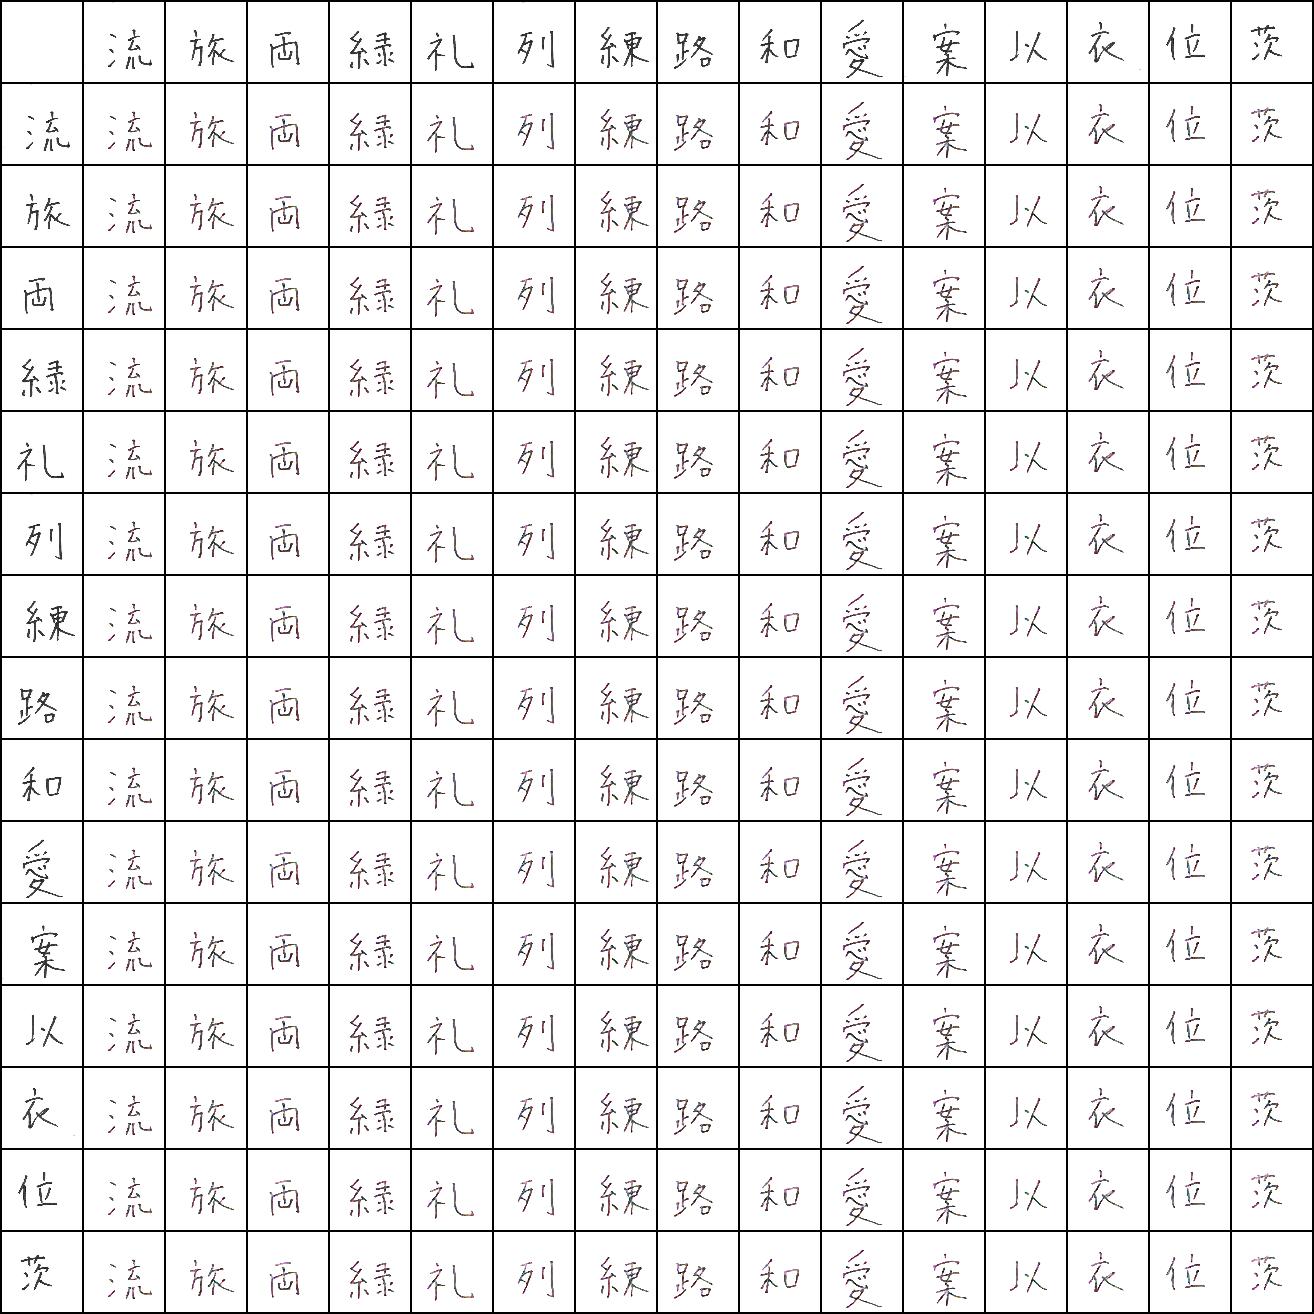 流 旅 両 緑 礼 列 練 路 和 愛 案 以 衣 位 茨
流 流 旅 両 緑 礼 列 練 路 和 愛 案 以 衣 位 茨
旅 流 旅 両 緑 礼 列 練 路 和 愛 案 以 衣 位 茨
両 流 旅 両 緑 礼 列 練 路 和 愛 案 以 衣 位 茨
緑 流 旅 両 緑 礼 列 練 路 和 愛 案 以 衣 位 茨
礼 流 旅 両 緑 礼 列 練 路 和 愛 案 以 衣 位 茨
列 流 旅 両 緑 礼 列 練 路 和 愛 案 以 衣 位 茨
練 流 旅 両 緑 礼 列 練 路 和 愛 案 以 衣 位 茨
路 流 旅 両 緑 礼 列 練 路 和 愛 案 以 衣 位 茨
和 流 旅 両 緑 礼 列 練 路 和 愛 案 以 衣 位 茨
愛 流 旅 両 緑 礼 列 練 路 和 愛 案 以 衣 位 茨
案 流 旅 両 緑 礼 列 練 路 和 愛 案 以 衣 位 茨
以 流 旅 両 緑 礼 列 練 路 和 愛 案 以 衣 位 茨
衣 流 旅 両 緑 礼 列 練 路 和 愛 案 以 衣 位 茨
位 流 旅 両 緑 礼 列 練 路 和 愛 案 以 衣 位 茨
茨 流 旅 両 緑 礼 列 練 路 和 愛 案 以 衣 位 茨